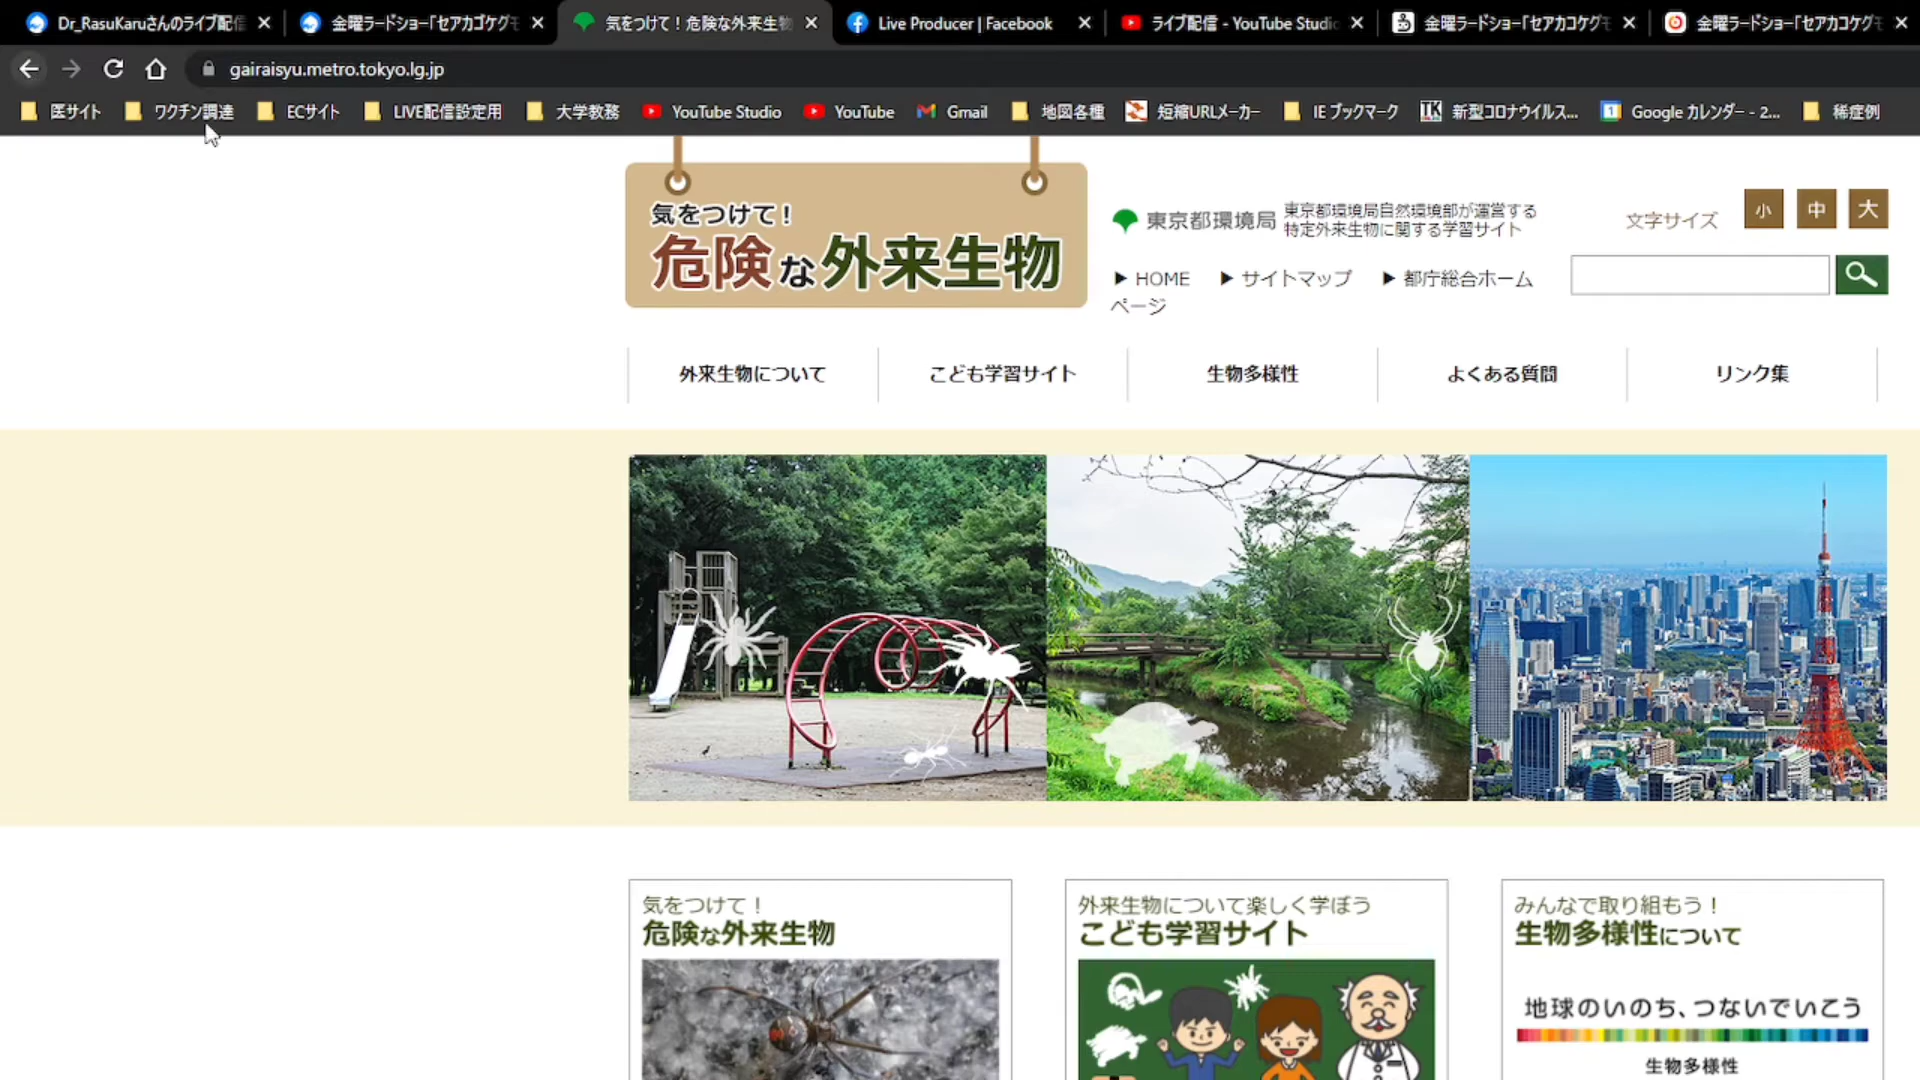 Dr_RasuKaruさんのライブ配信
金曜ラードショー「セアカゴケグモ
気をつけて！危険な外来生物
Live Producer | Facebook
ライブ配信 - YouTube Studio
金曜ラードショー「セアカコケグモ
金曜ラードショー「セアカコケグモ
gairaisyu.metro.tokyo.lg.jp
医サイト
ワクチン調達
ECサイト
LIVE配信設定用
大学教務
YouTube Studio
YouTube
Gmail
地図各種
短縮URLメーカー
IE ブックマーク
新型コロナウイルス...
Google カレンダー - 2...
稀症例
気をつけて！
危険な外来生物
東京都環境局
東京都環境局自然環境部が運営する
特定外来生物に関する学習サイト
文字サイズ
小
中
大
HOME
サイトマップ
都庁総合ホーム
ページ
外来生物について
こども学習サイト
生物多様性
よくある質問
リンク集
気をつけて！
危険な外来生物
外来生物について楽しく学ぼう
こども学習サイト
みんなで取り組もう！
生物多様性について
地球のいのち、つないでいこう
生物多様性